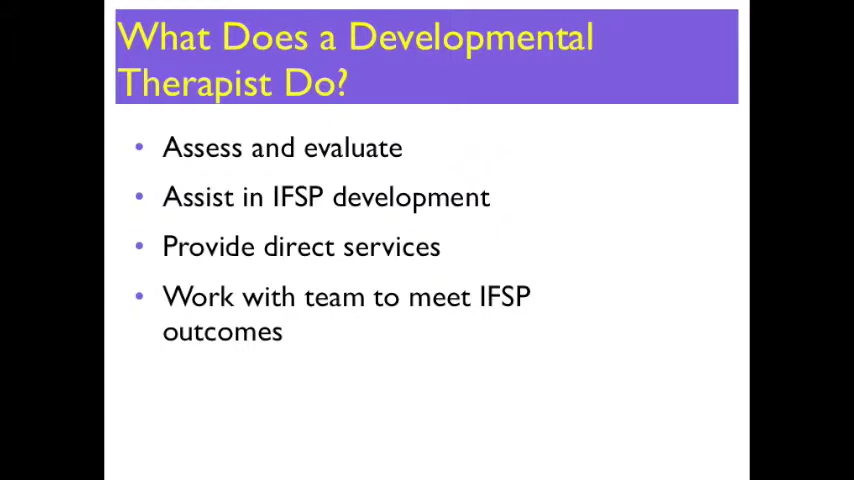 What Does a Developmental
Therapist Do?
• Assess and evaluate
• Assist in IFSP development
• Provide direct services
• Work with team to meet IFSP
outcomes